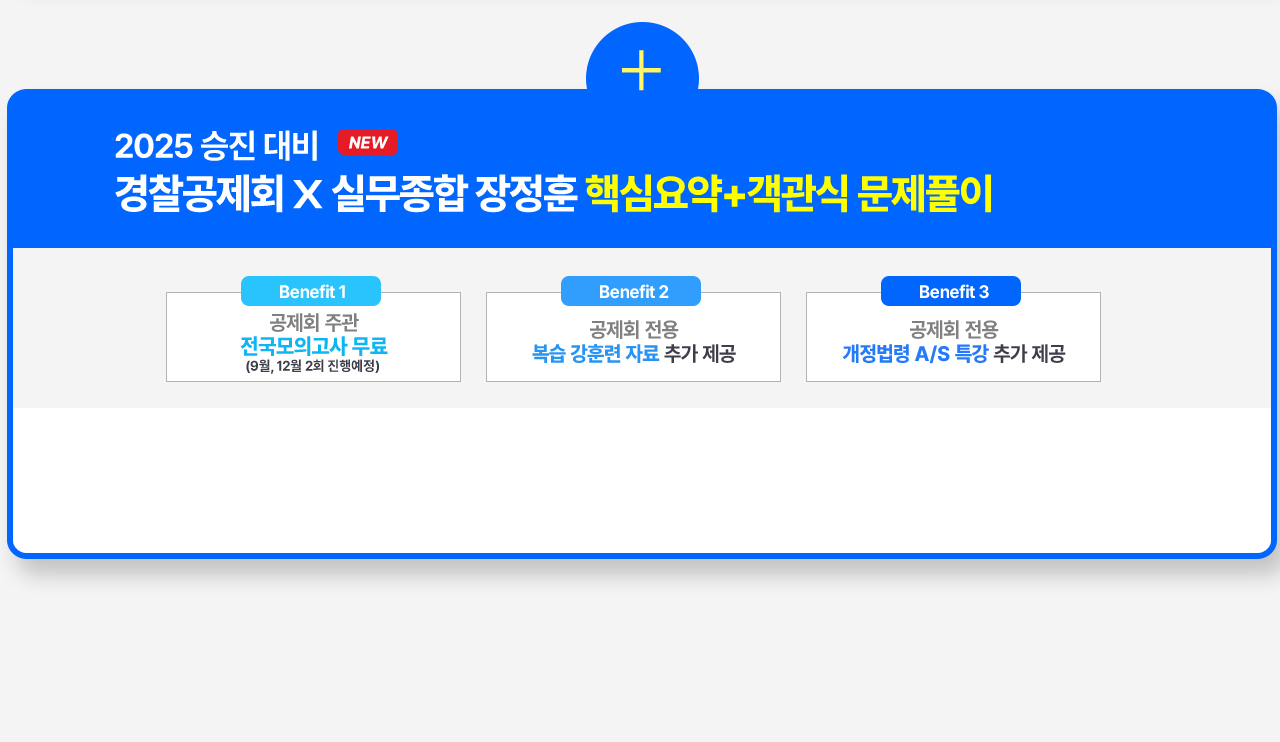 2025 승진 대비 NEW
경찰공제회 X 실무종합 장정훈 핵심요약+객관식 문제풀이
Benefit 1
공제회 주관
전국모의고사 무료
(9월, 12월 2회 진행예정)
Benefit 2
공제회 전용
복습 강훈련 자료 추가 제공
Benefit 3
공제회 전용
개정법령 A/S 특강 추가 제공